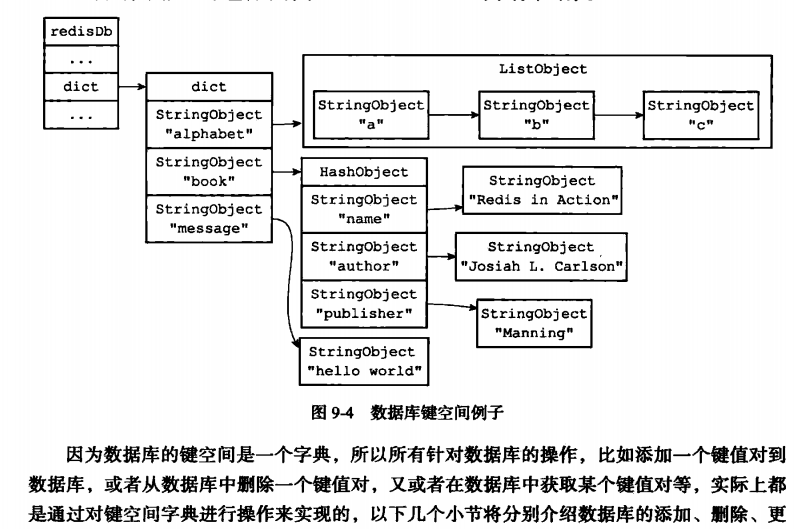 redisDb
...
dict
...
dict
StringObject
"alphabet"
StringObject
"book"
StringObject
"message"
ListObject
StringObject
"a"
StringObject
"b"
StringObject
"c"
HashObject
StringObject
"name"
StringObject
"author"
StringObject
"publisher"
StringObject
"Redis in Action"
StringObject
"Josiah L. Carlson"
StringObject
"Manning"
StringObject
"hello world"
图 9-4 数据库键空间例子
因为数据库的键空间是一个字典，所以所有针对数据库的操作，比如添加一个键值对到
数据库，或者从数据库中删除一个键值对，又或者在数据库中获取某个键值对等，实际上都
是通过对键空间字典进行操作来实现的，以下几个小节将分别介绍数据库的添加、删除、更